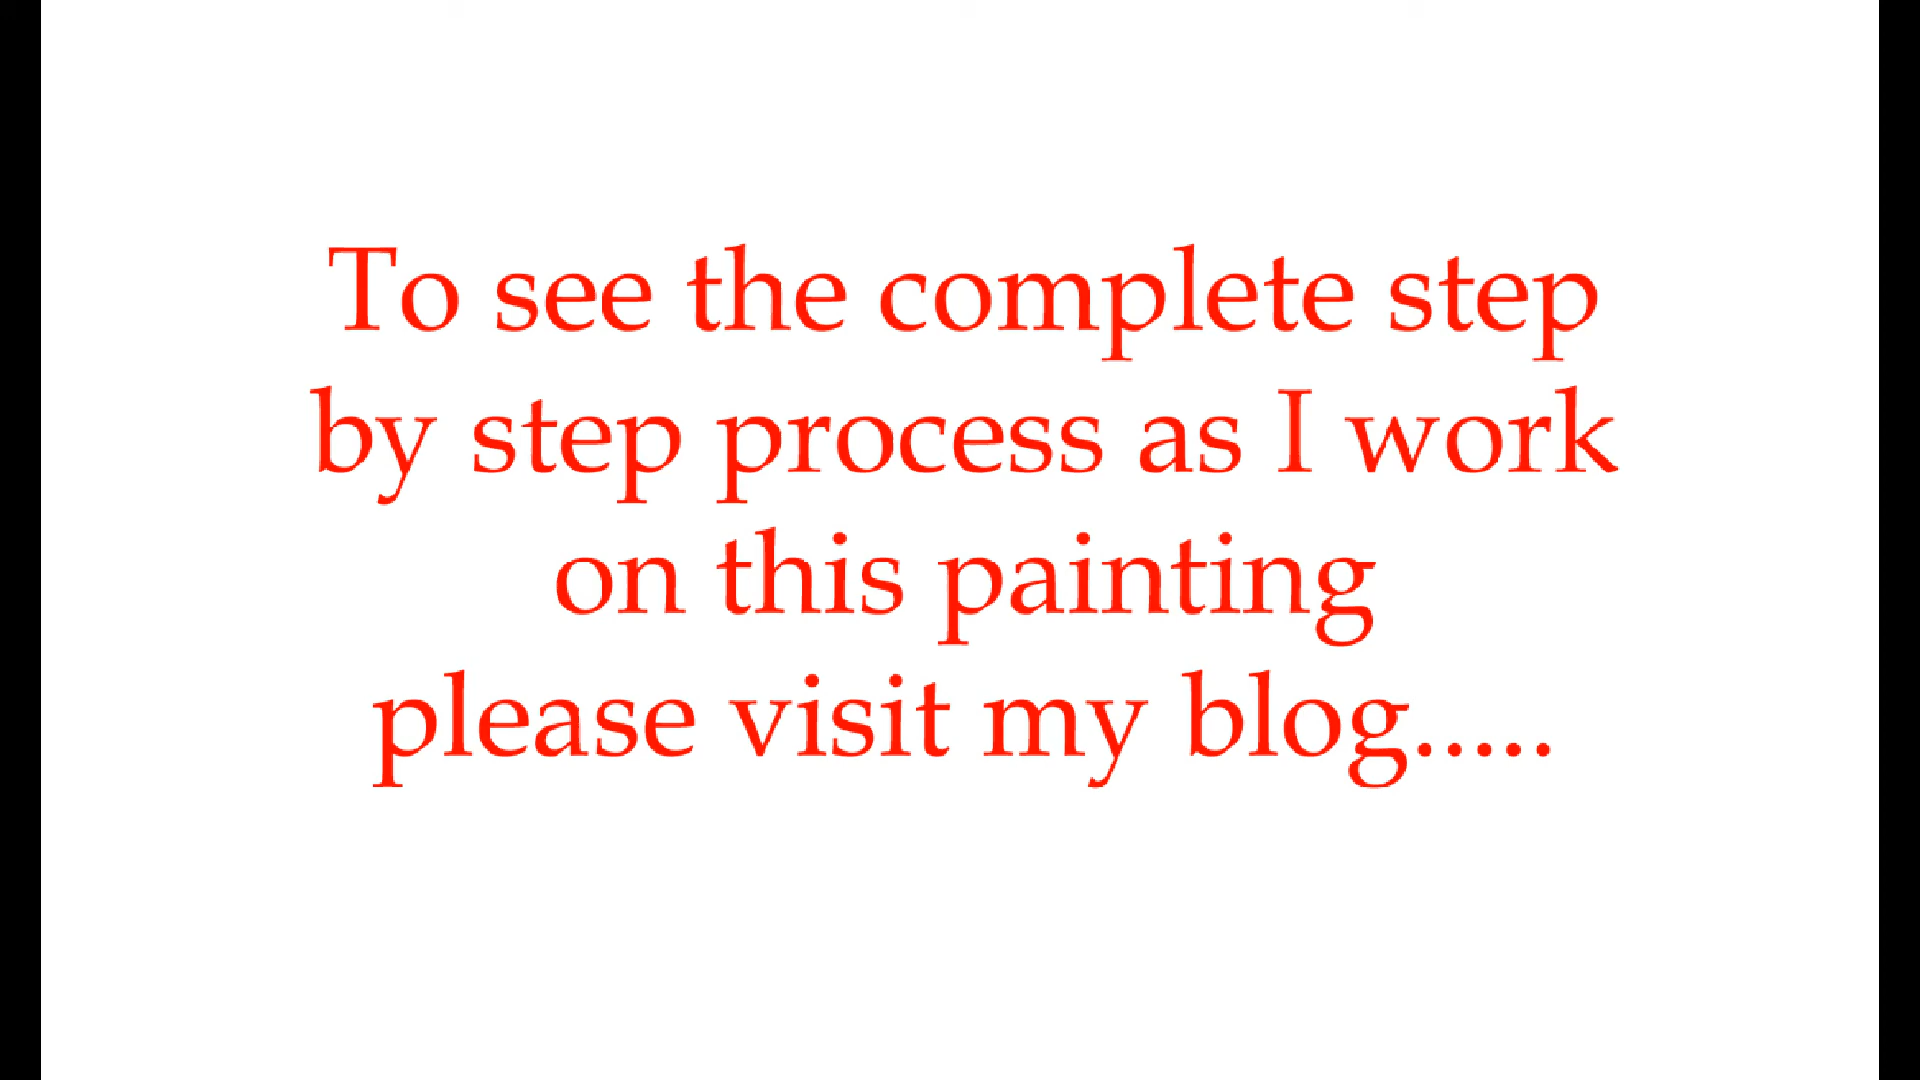 To see the complete step
by step process as I work
on this painting
please visit my blog.....